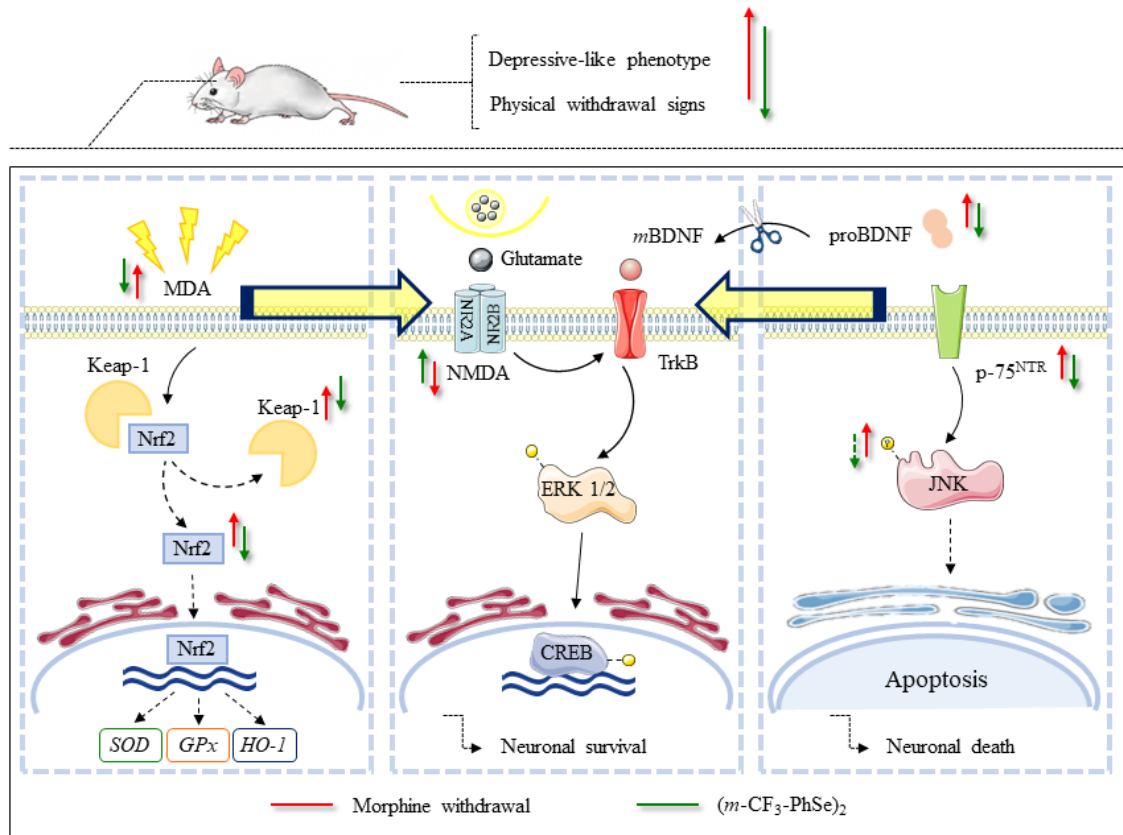 Depressive-like phenotype
Physical withdrawal signs
MDA
Keap-1
Nrf2
Keap-1
Nrf2
Nrf2
SOD
GPx
HO-1
Glutamate
NR2A
NR2B
NMDA
mBDNF
TrkB
ERK 1/2
CREB
Neuronal survival
proBDNF
p-75ᴺᵀᴿ
P
JNK
Apoptosis
Neuronal death
Morphine withdrawal
(m-CF₃-PhSe)₂